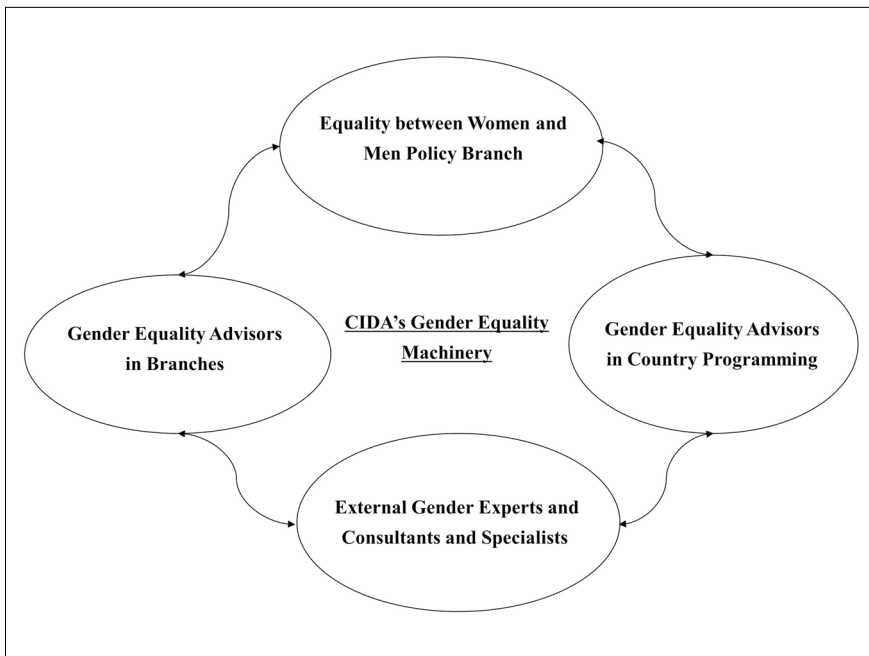 Equality between Women and
Men Policy Branch
Gender Equality Advisors
in Branches
CIDA’s Gender Equality
Machinery
Gender Equality Advisors
in Country Programming
External Gender Experts and
Consultants and Specialists